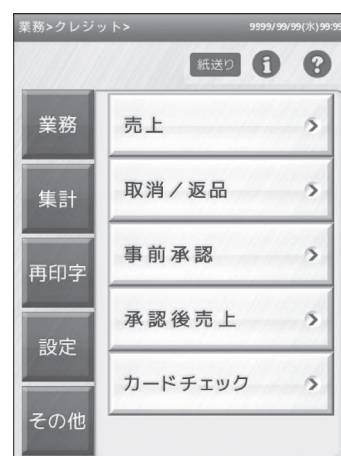 業務>クレジット> 9999/99/99(水)99:99
紙送り i ?
業務
集計
再印字
設定
その他
売上
取消／返品
事前承認
承認後売上
カードチェック